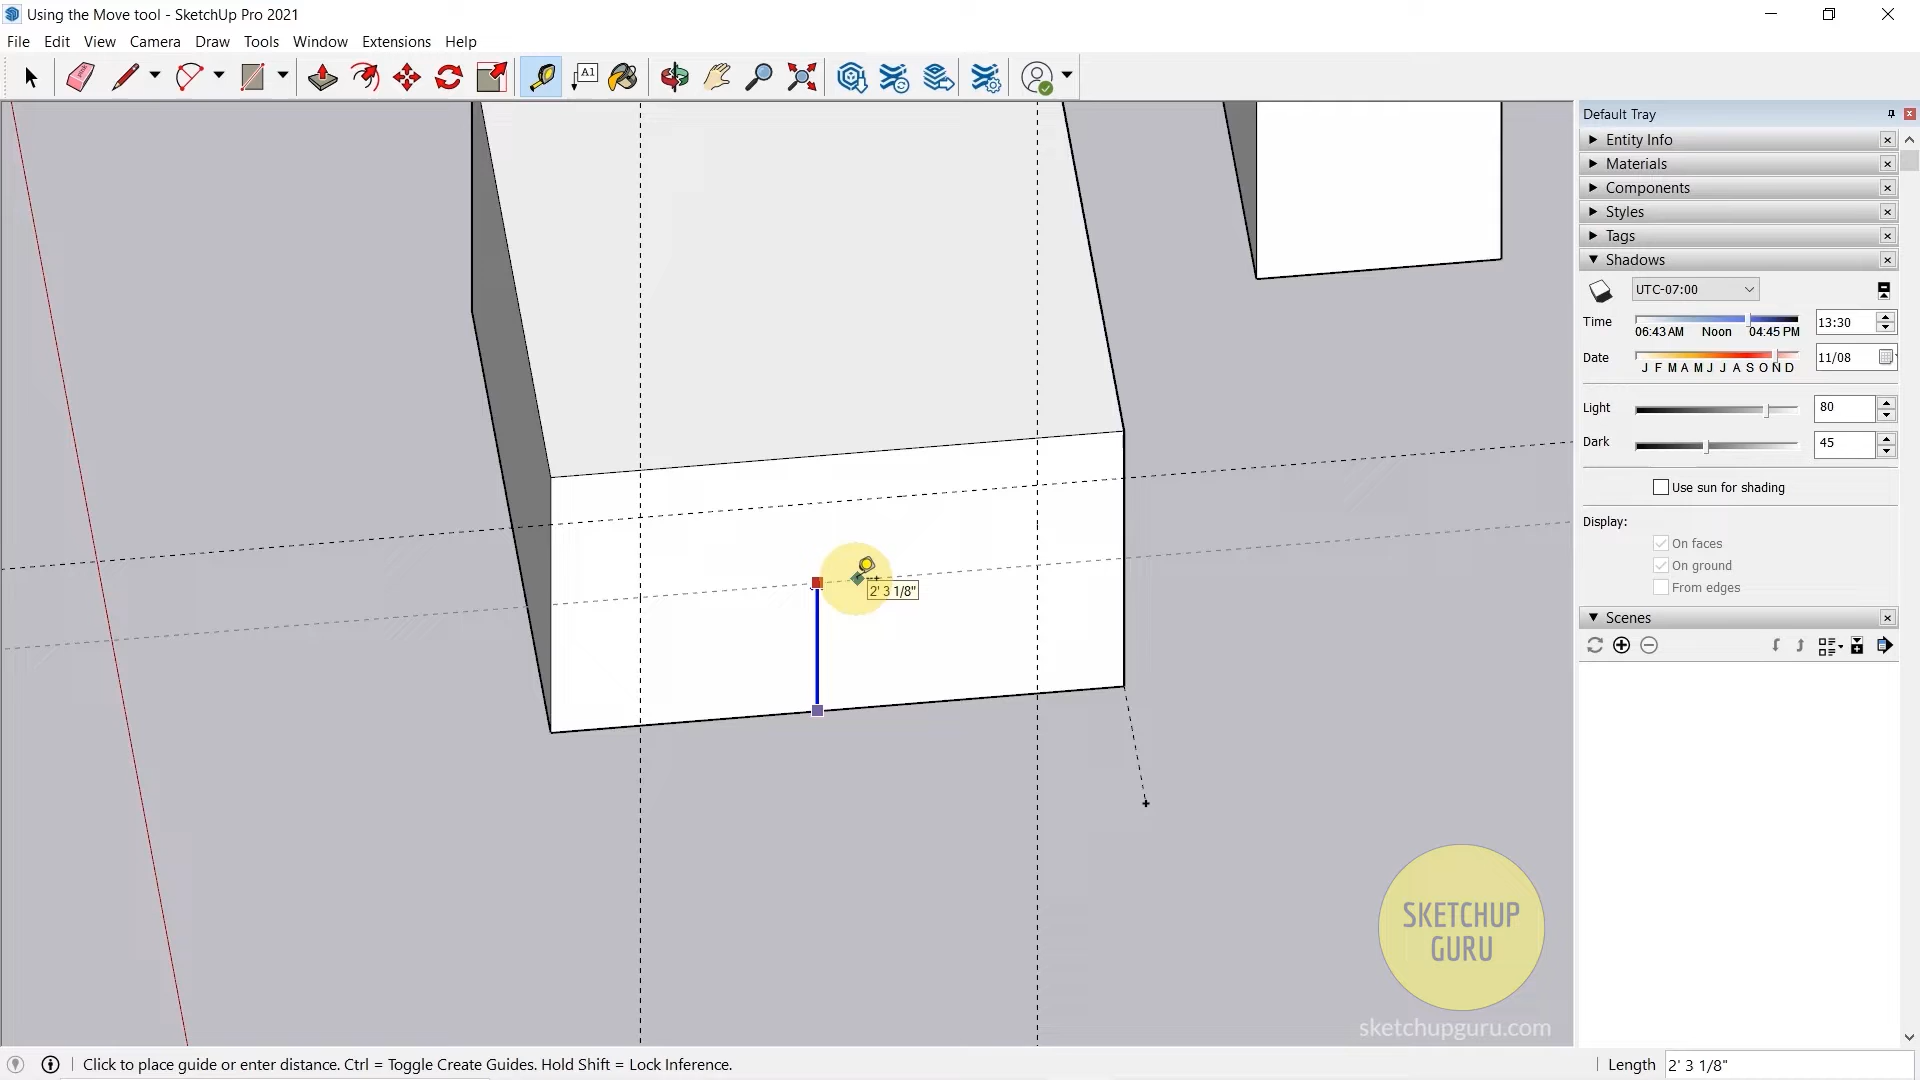 Using the Move tool - SketchUp Pro 2021
File Edit View Camera Draw Tools Window Extensions Help
A1
Default Tray
Entity Info
Materials
Components
Styles
Tags
Shadows
UTC-07:00
Time 06:43 AM Noon 04:45 PM 13:30
Date J F M A M J J A S O N D 11/08
Light 80
Dark 45
Use sun for shading
Display:
On faces
On ground
From edges
Scenes
2' 3 1/8"
SKETCHUP
GURU
sketchupguru.com
Click to place guide or enter distance. Ctrl = Toggle Create Guides. Hold Shift = Lock Inference.
Length 2' 3 1/8"